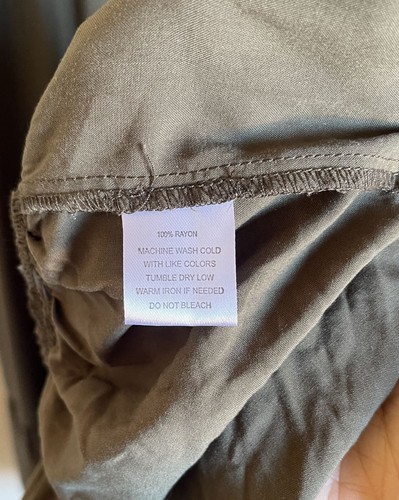 100% RAYON
MACHINE WASH COLD
WITH LIKE COLORS
TUMBLE DRY LOW
WARM IRON IF NEEDED
DO NOT BLEACH